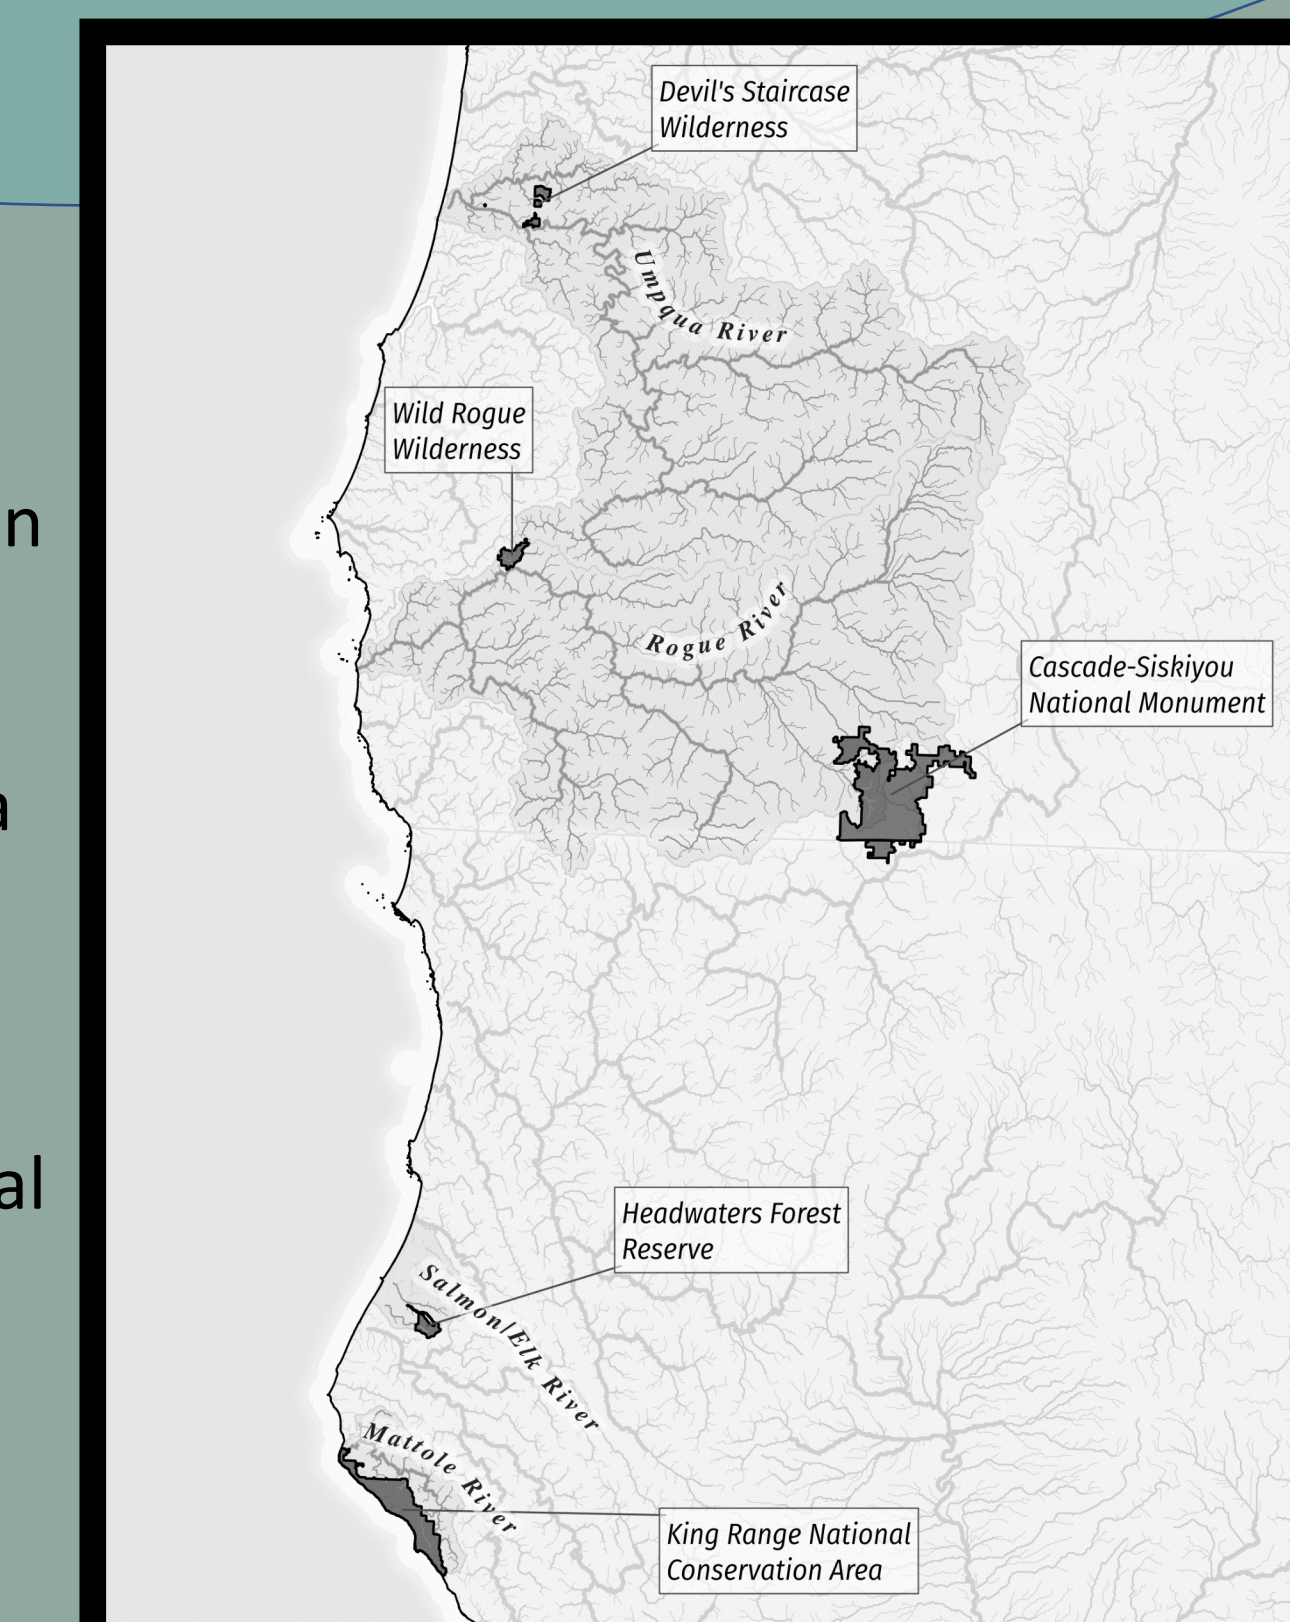 Devil's Staircase
Wilderness
Umpqua River
Wild Rogue
Wilderness
n
Rogue River
Cascade-Siskiyou
National Monument
a
al
Headwaters Forest
Reserve
Salmon/Elk River
Mattole River
King Range National
Conservation Area